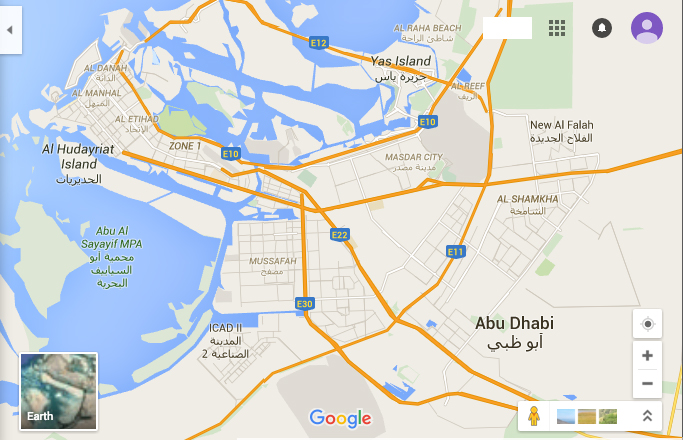 AL RAHA BEACH
شاطئ الراحة
E12
Yas Island
جزيرة ياس
AL DANAH
الدانة
AL MANHAL
المنهل
AL REEF
الريف
AL ETIHAD
الإتحاد
E10
New Al Falah
الفلاح الجديدة
Al Hudayriat
Island
الحديريات
ZONE 1
E10
MASDAR CITY
مدينة مصدر
AL SHAMKHA
الشامخة
Abu Al
Sayayif MPA
محمية أبو
السياييف
البحرية
E22
E11
MUSSAFAH
مصفح
E30
ICAD II
المدينة
الصناعية 2
Abu Dhabi
أبو ظبي
Earth
Google